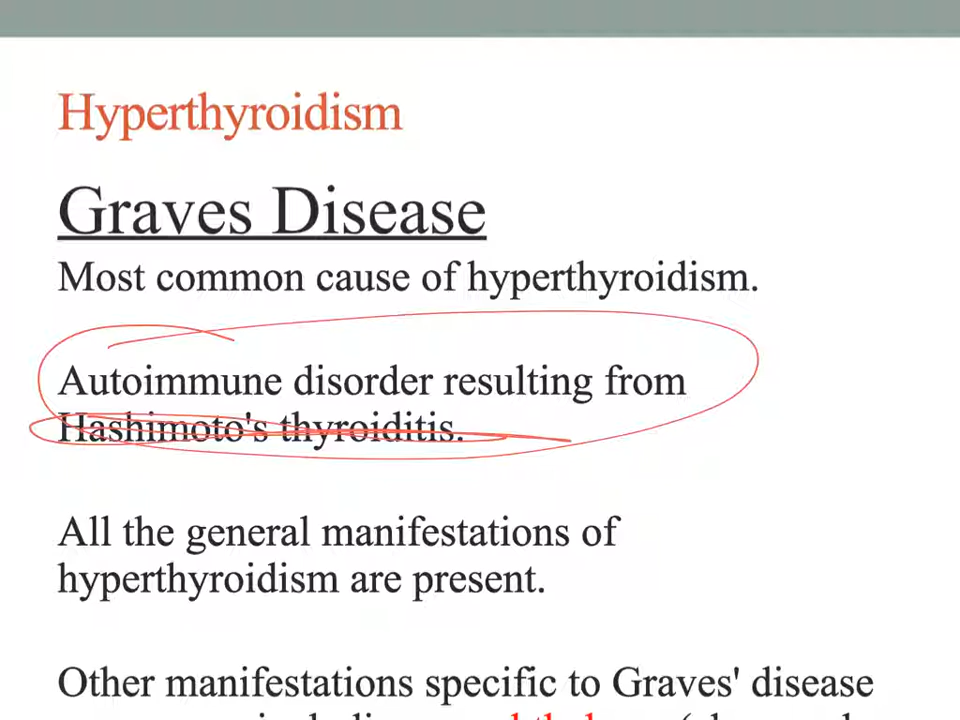 Hyperthyroidism
Graves Disease
Most common cause of hyperthyroidism.
Autoimmune disorder resulting from
Hashimoto's thyroiditis.
All the general manifestations of
hyperthyroidism are present.
Other manifestations specific to Graves' disease